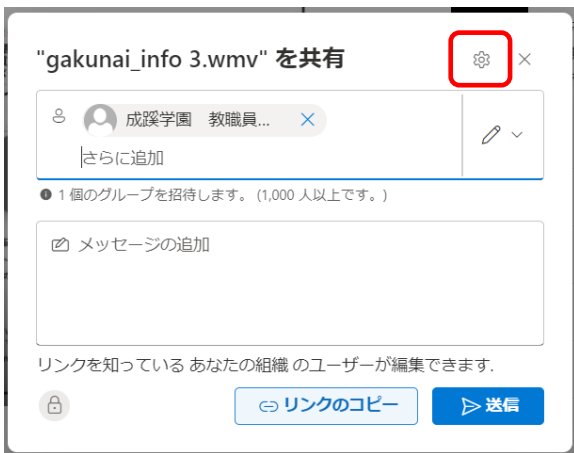 "gakunai_info 3.wmv" を共有
成蹊学園　教職員...
さらに追加
1 個のグループを招待します。 (1,000 人以上です。)
メッセージの追加
リンクを知っている あなたの組織 のユーザーが編集できます.
リンクのコピー
送信